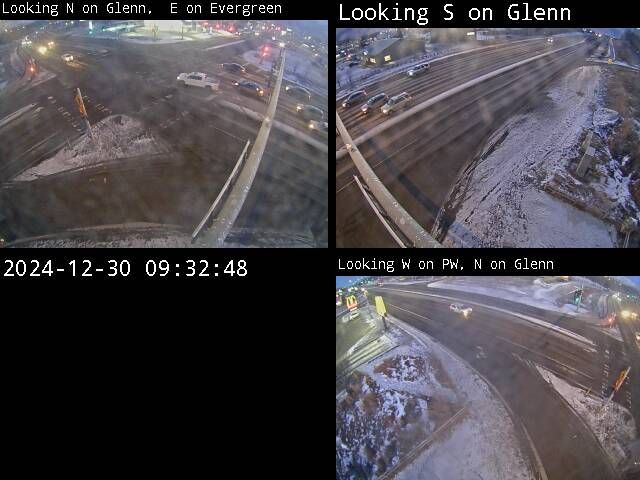 Looking N on Glenn, E on Evergreen
Looking S on Glenn
2024-12-30 09:32:48
Looking W on PW, N on Glenn